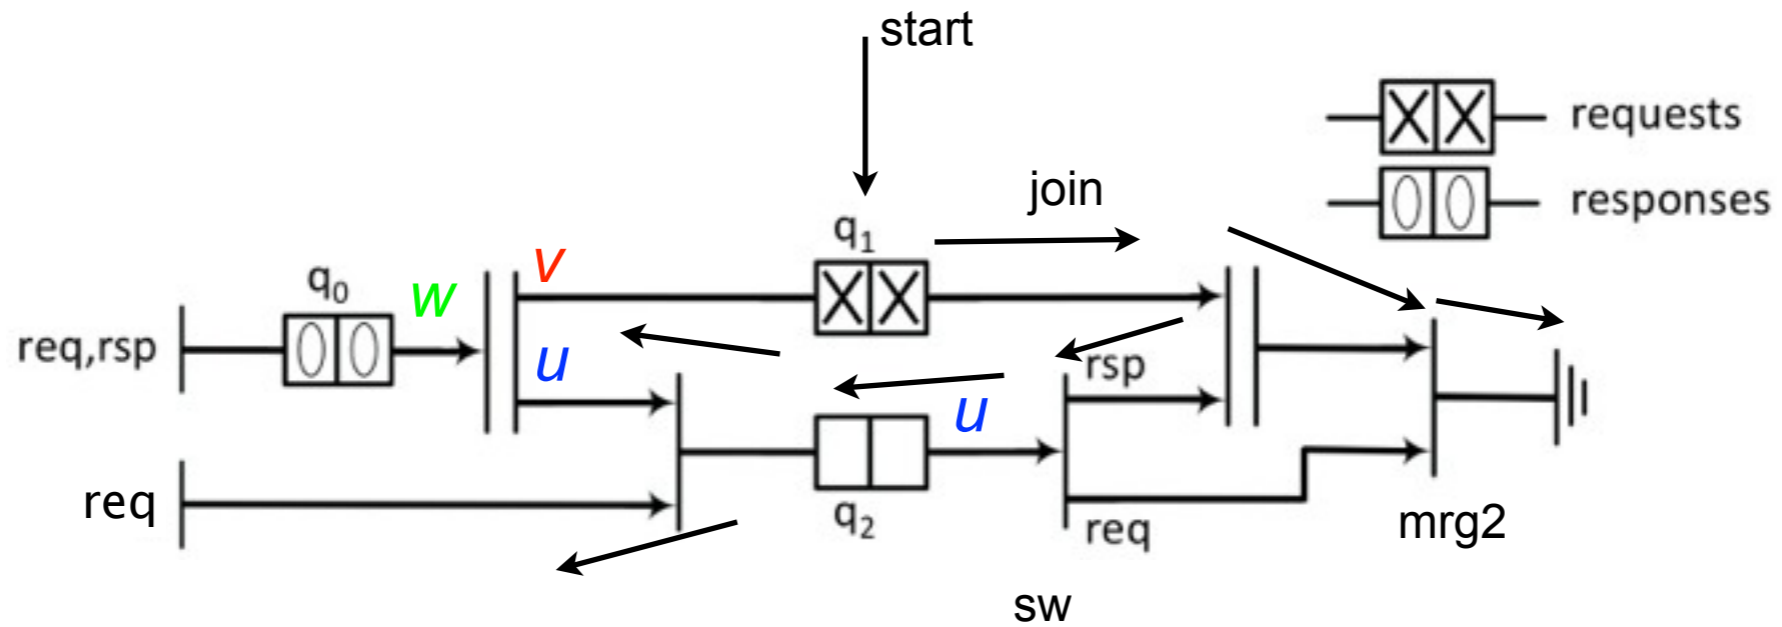 start
requests
join
responses
q1
v
q0
w
req,rsp
u
rsp
u
req
q2
req
mrg2
sw